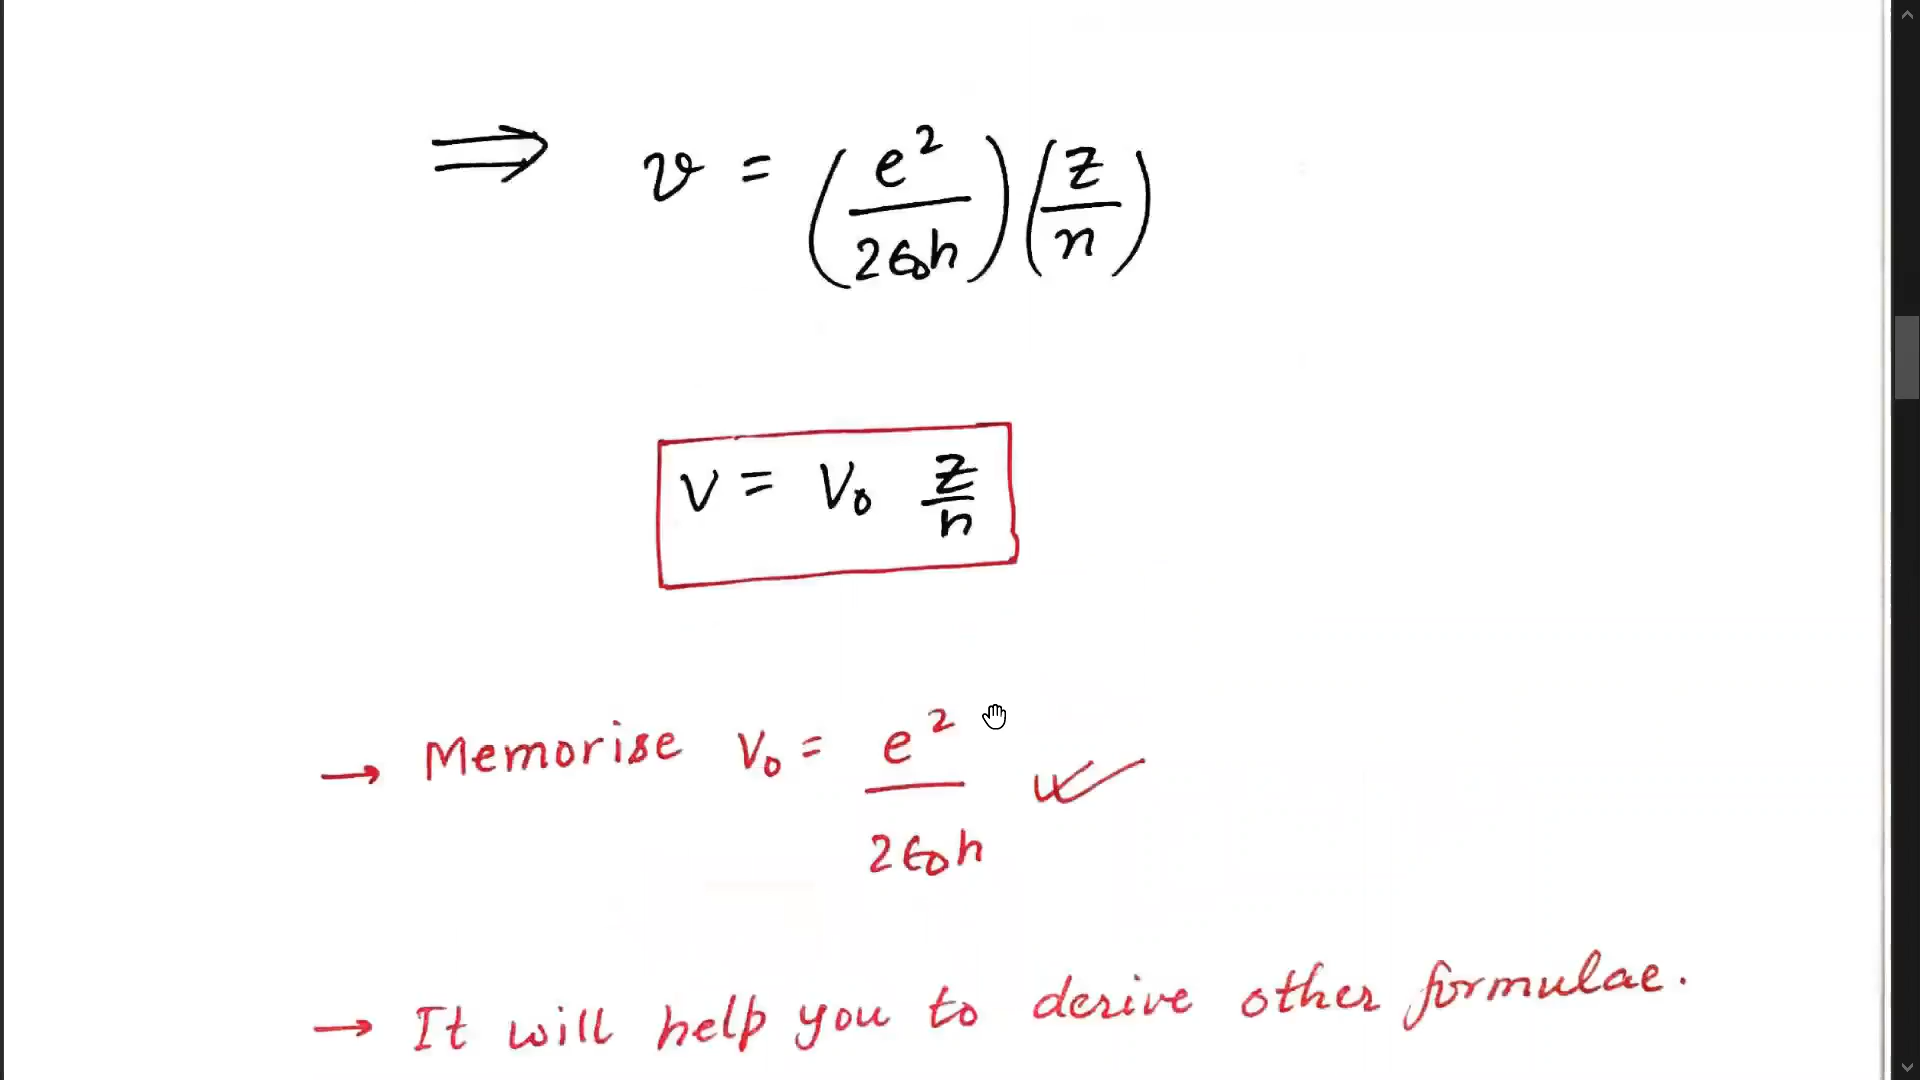 ⟹ v = (e²/2ϵ₀h)(z/n)
v = v₀ z/n
→ Memorise v₀ = e²/2ϵ₀h ✓
→ It will help you to derive other formulae.